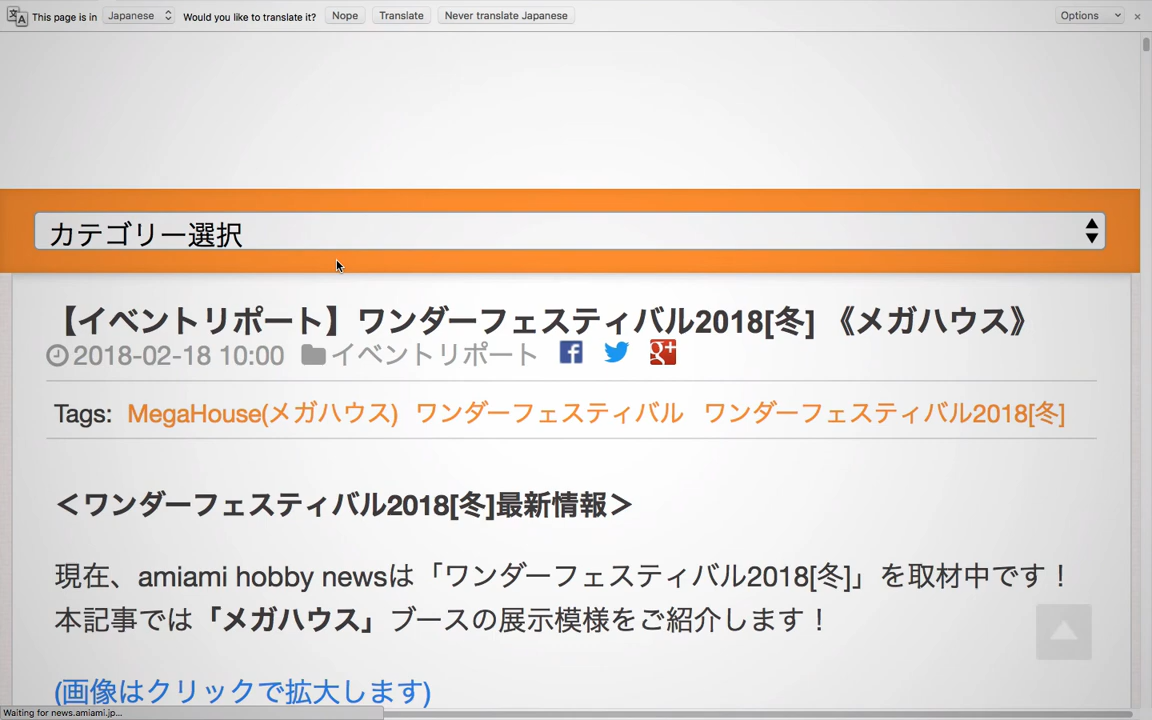 This page is in Japanese Would you like to translate it? Nope Translate Never translate Japanese Options ×
カテゴリー選択
【イベントリポート】ワンダーフェスティバル2018[冬] 《メガハウス》
2018-02-18 10:00 イベントリポート
Tags: MegaHouse(メガハウス) ワンダーフェスティバル ワンダーフェスティバル2018[冬]
＜ワンダーフェスティバル2018[冬]最新情報＞
現在、amiami hobby newsは「ワンダーフェスティバル2018[冬]」を取材中です！
本記事では「メガハウス」ブースの展示模様をご紹介します！
(画像はクリックで拡大します)
Waiting for news.amiami.jp...